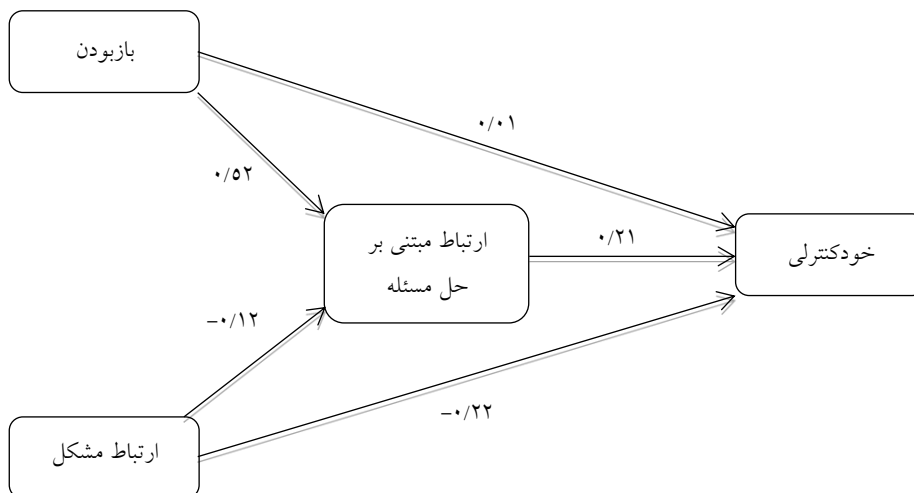 بازبودن
۰/۰۱
۰/۵۲
ارتباط مبتنی بر
حل مسئله
۰/۲۱
خودکنترلی
-۰/۱۲
-۰/۲۲
ارتباط مشکل